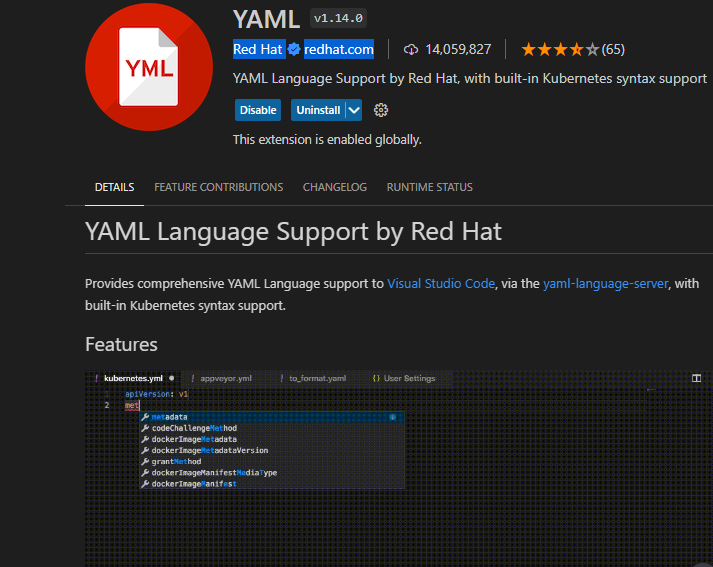 YML
YAML v1.14.0
Red Hat redhat.com 14,059,827 (65)
YAML Language Support by Red Hat, with built-in Kubernetes syntax support
Disable Uninstall
This extension is enabled globally.
DETAILS FEATURE CONTRIBUTIONS CHANGELOG RUNTIME STATUS
YAML Language Support by Red Hat
Provides comprehensive YAML Language support to Visual Studio Code, via the yaml-language-server, with
built-in Kubernetes syntax support.
Features
! kubernetes.yml ! appveyor.yml ! to_format.yaml {} User Settings
1 apiVersion: v1
2 met
metadata
codeChallengeMethod
dockerImageMetadata
dockerImageMetadataVersion
grantMethod
dockerImageManifestMediaType
dockerImageManifest